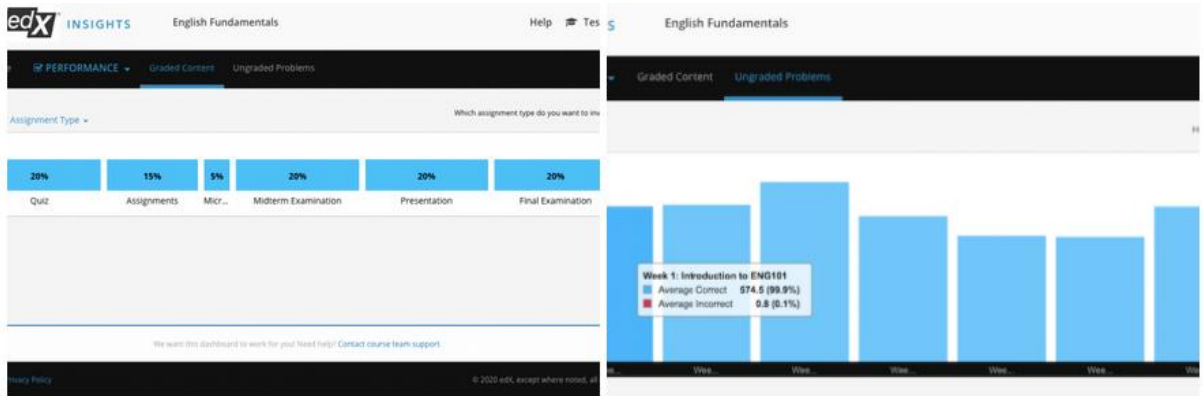 edX INSIGHTS English Fundamentals Help Tes
PERFORMANCE Graded Content Ungraded Problems
Assignment Type Which assignment type do you want to inv
20% 15% 5% 20% 20% 20%
Quiz Assignments Micr... Midterm Examination Presentation Final Examination
We want this dashboard to work for you! Need help? Contact course team support.
Privacy Policy © 2020 edX, except where noted, all
S English Fundamentals
Graded Content Ungraded Problems
H
Week 1: Introduction to ENG101
Average Correct 574.5 (99.9%)
Average Incorrect 0.8 (0.1%)
Wee... Wee... Wee... Wee... Wee...